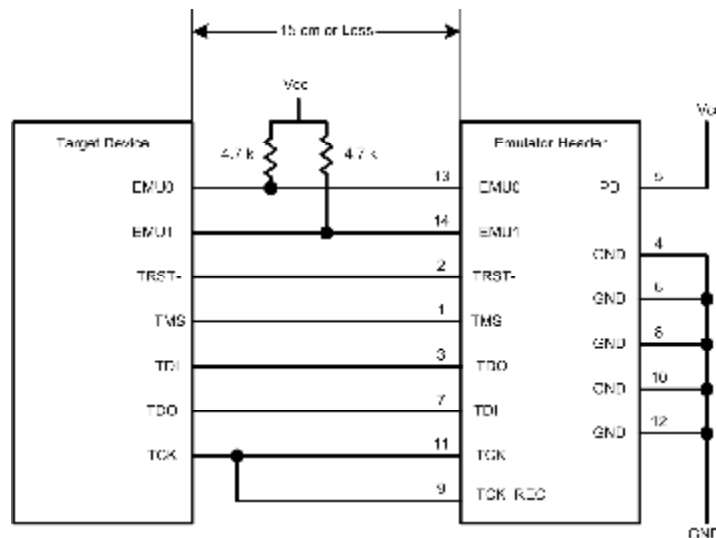 15 cm or Less
Vcc
Target Device
4.7 k
4.7 k
Emulator Header
EMU0
13
EMU0
5
PD
EMU1
14
EMU1
GND
4
TRST-
2
TRST-
GND
6
TMS
1
TMS
GND
8
TDI
3
TDO
GND
10
TDO
7
TDI
GND
12
TCK
11
TCK
9
GND